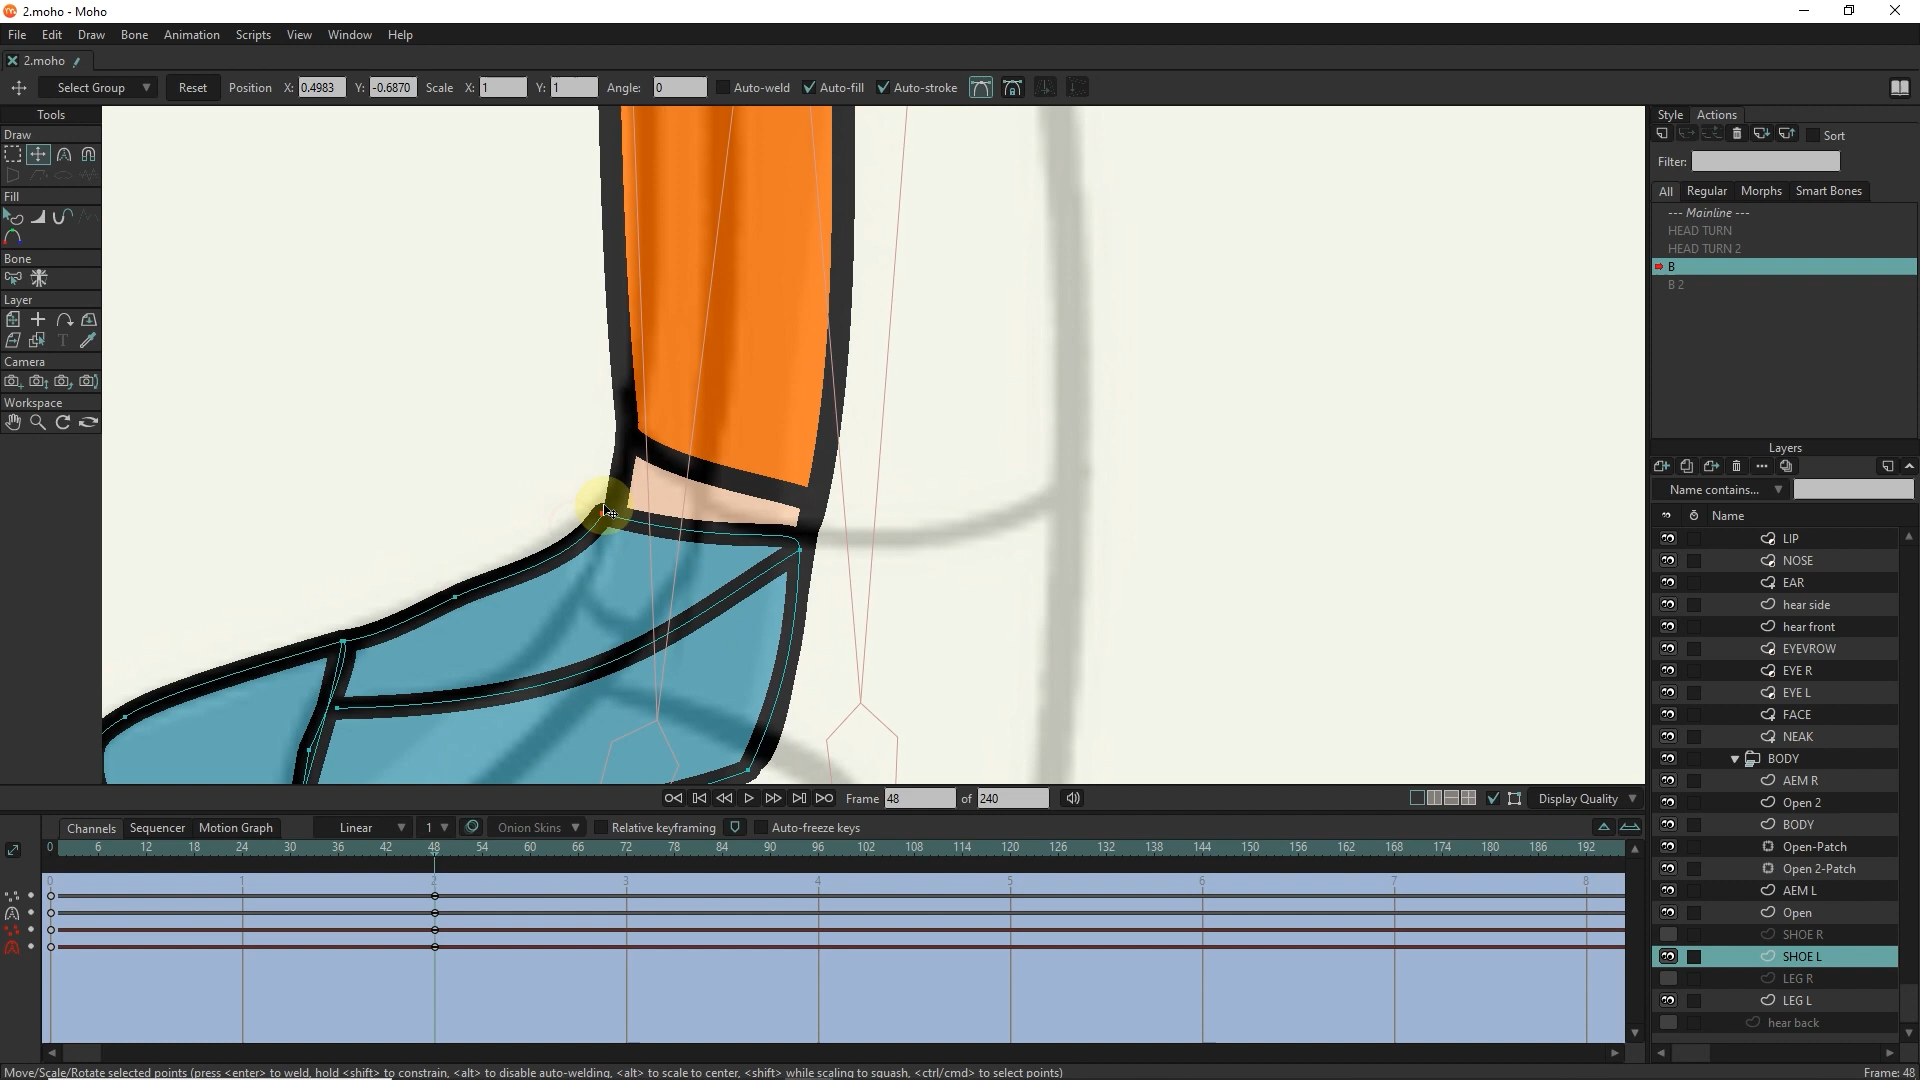 2.moho - Moho
File Edit Draw Bone Animation Scripts View Window Help
2.moho
Select Group Reset Position X: 0.4983 Y: -0.6870 Scale X: 1 Y: 1 Angle: 0 Auto-weld Auto-fill Auto-stroke
Tools
Draw
Fill
Bone
Layer
Camera
Workspace
Style Actions
Sort
Filter:
All Regular Morphs Smart Bones
--- Mainline ---
HEAD TURN
HEAD TURN 2
B
B 2
Layers
Name contains...
Name
LIP
NOSE
EAR
hear side
hear front
EYEVROW
EYE R
EYE L
FACE
NEAK
BODY
AEM R
Open 2
BODY
Open-Patch
Open 2-Patch
AEM L
Open
SHOE R
SHOE L
LEG R
LEG L
hear back
Frame 48 of 240 Display Quality
Channels Sequencer Motion Graph Linear 1 Onion Skins Relative keyframing Auto-freeze keys
0 6 12 18 24 30 36 42 48 54 60 66 72 78 84 90 96 102 108 114 120 126 132 138 144 150 156 162 168 174 180 186 192
0 1 2 3 4 5 6 7 8
Move/Scale/Rotate selected points (press <enter> to weld, hold <shift> to constrain, <alt> to disable auto-welding, <alt> to scale to center, <shift> while scaling to squash, <ctrl/cmd> to select points) Frame: 48